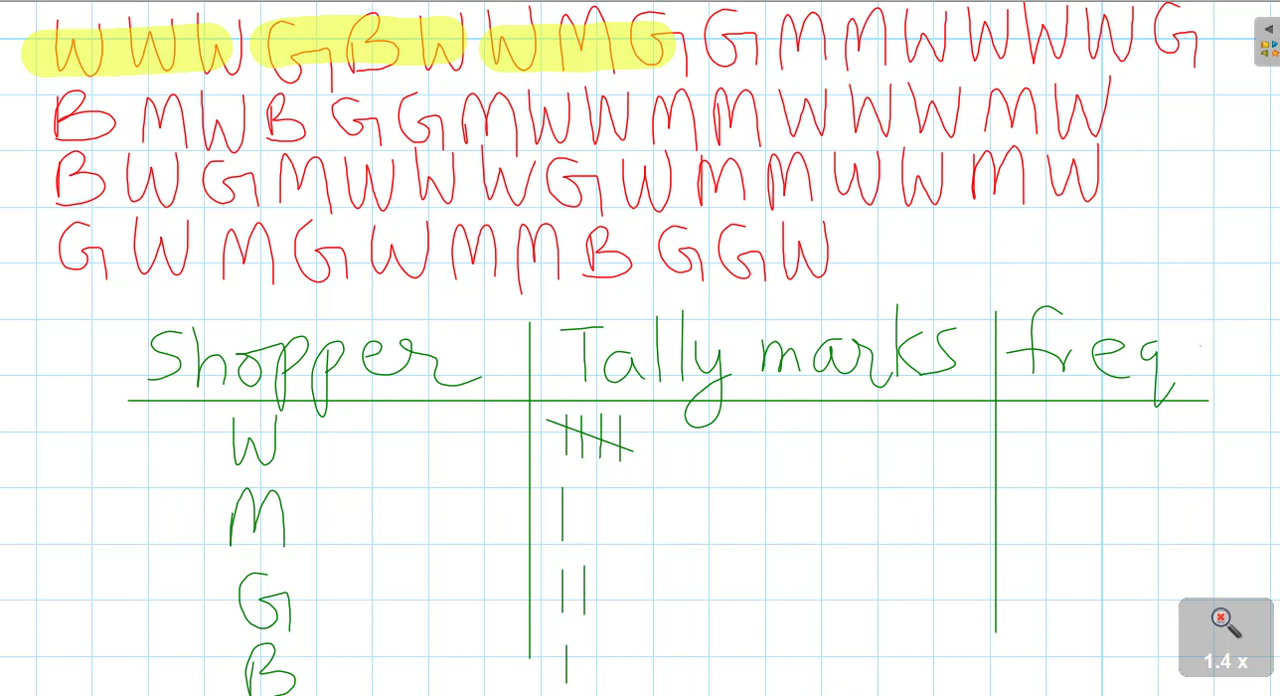 W W W G B W W M G G M M W W W W G
B M W B G G M W W M M W W W M W
B W G M W W W G W M M W W M W
G W M G W M M B G G W
Shopper Tally marks freq
W
M |
G ||
B |
1.4 x